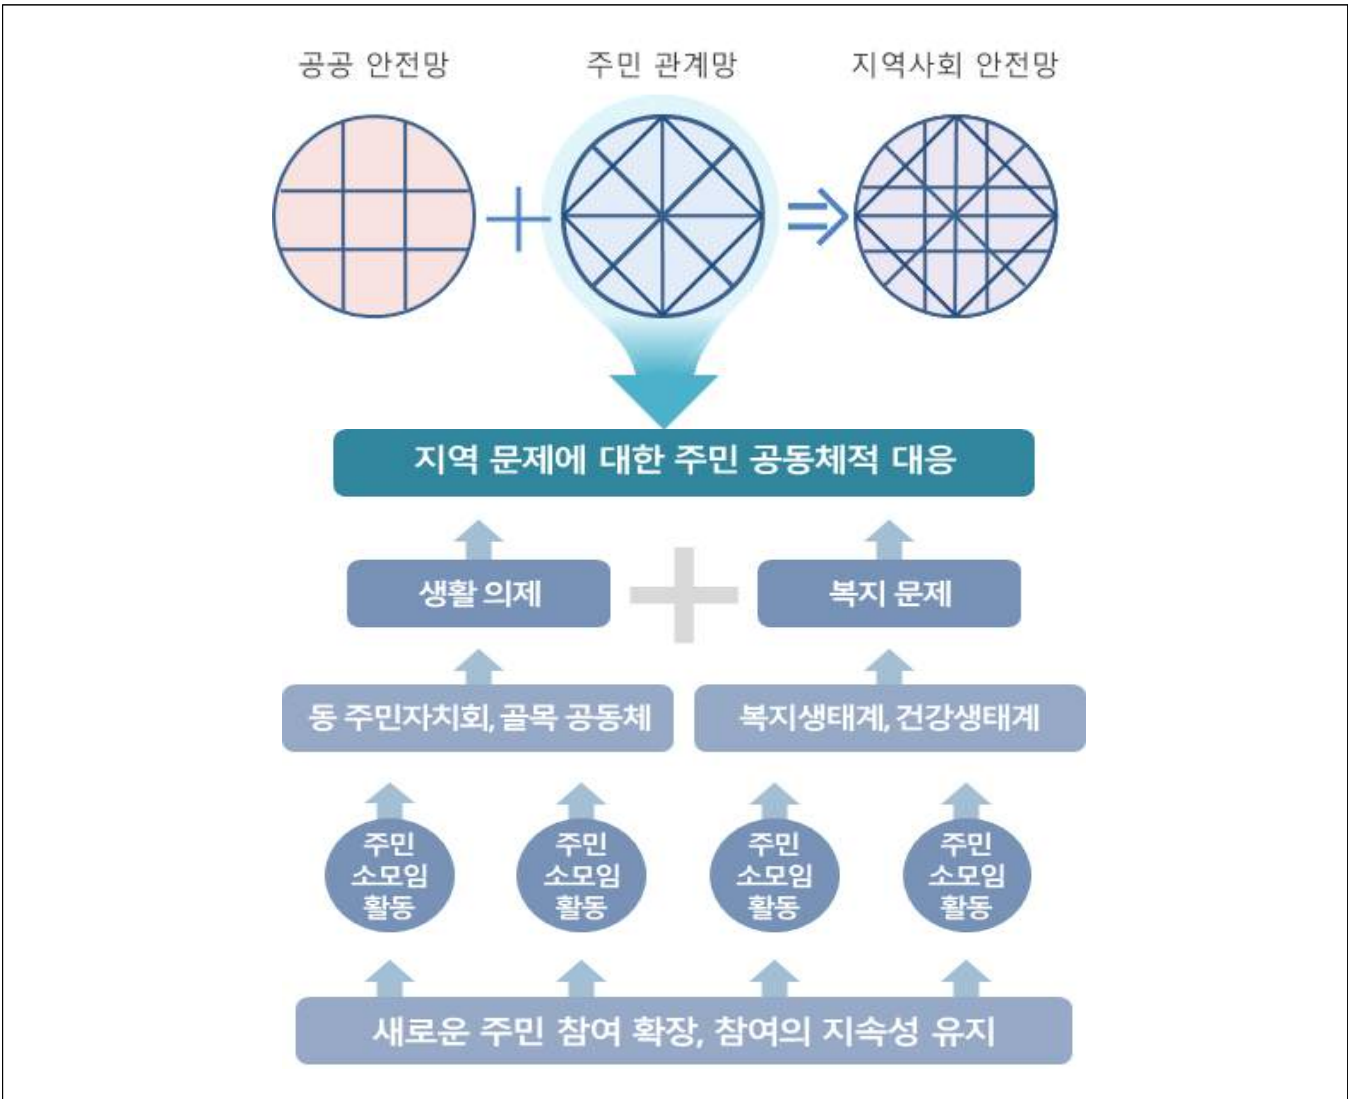 공공 안전망
주민 관계망
지역사회 안전망
지역 문제에 대한 주민 공동체적 대응
생활 의제
복지 문제
동 주민자치회, 골목 공동체
복지생태계, 건강생태계
주민
소모임
활동
주민
소모임
활동
주민
소모임
활동
주민
소모임
활동
새로운 주민 참여 확장, 참여의 지속성 유지